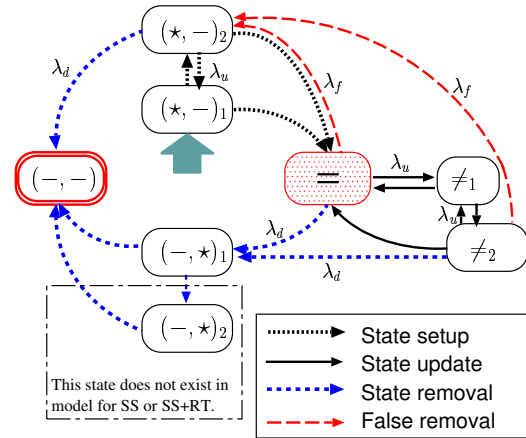 (⋆, −)₂
λ_d
λ_u
(⋆, −)₁
λ_f
λ_f
(−, −)
=
λ_u
≠₁
λ_u
≠₂
λ_d
(−, ⋆)₁
λ_d
(−, ⋆)₂
This state does not exist in
model for SS or SS+RT.
State setup
State update
State removal
False removal